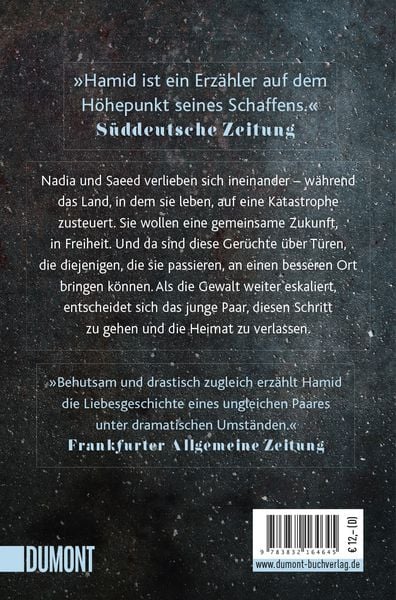 »Hamid ist ein Erzähler auf dem
Höhepunkt seines Schaffens.«
Süddeutsche Zeitung
Nadia und Saeed verlieben sich ineinander – während
das Land, in dem sie leben, auf eine Katastrophe
zusteuert. Sie wollen eine gemeinsame Zukunft,
in Freiheit. Und da sind diese Gerüchte über Türen,
die diejenigen, die sie passieren, an einen besseren Ort
bringen können. Als die Gewalt weiter eskaliert,
entscheidet sich das junge Paar, diesen Schritt
zu gehen und die Heimat zu verlassen.
»Behutsam und drastisch zugleich erzählt Hamid
die Liebesgeschichte eines ungleichen Paares
unter dramatischen Umständen.«
Frankfurter Allgemeine Zeitung
DUMONT
9 783832 164645
€ 12,– (D)
www.dumont-buchverlag.de